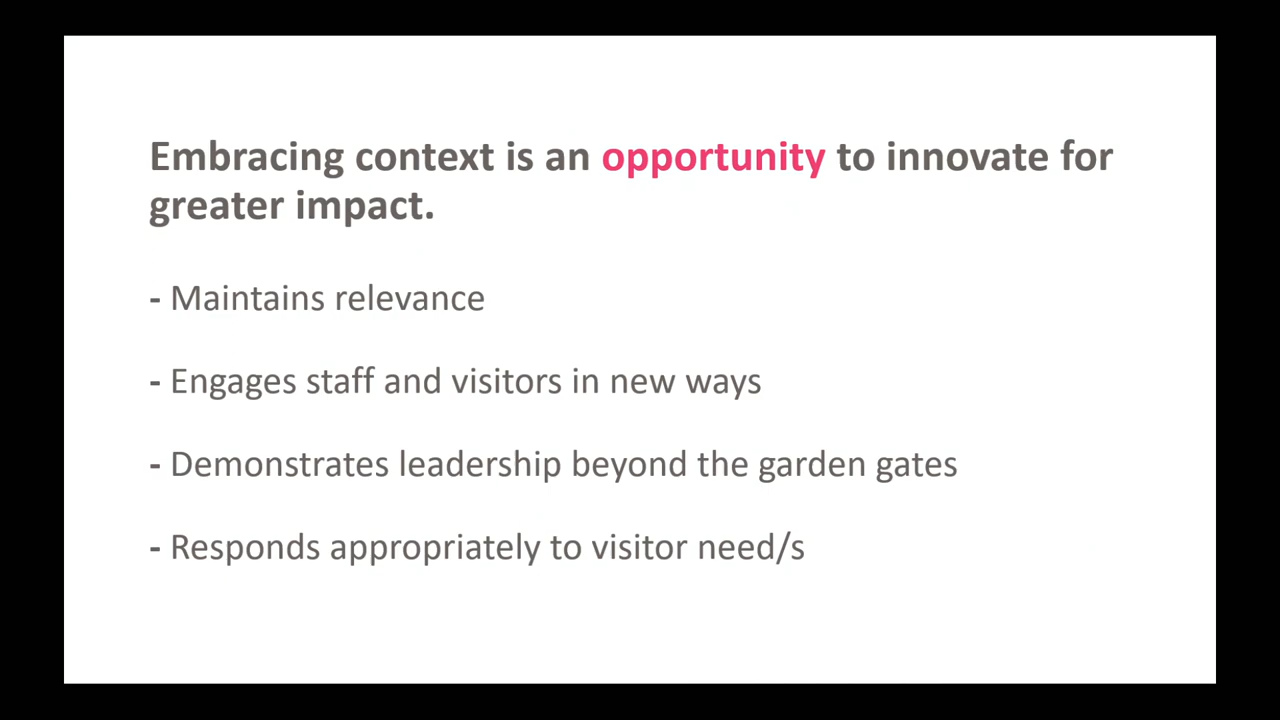 Embracing context is an opportunity to innovate for
greater impact.
- Maintains relevance
- Engages staff and visitors in new ways
- Demonstrates leadership beyond the garden gates
- Responds appropriately to visitor need/s